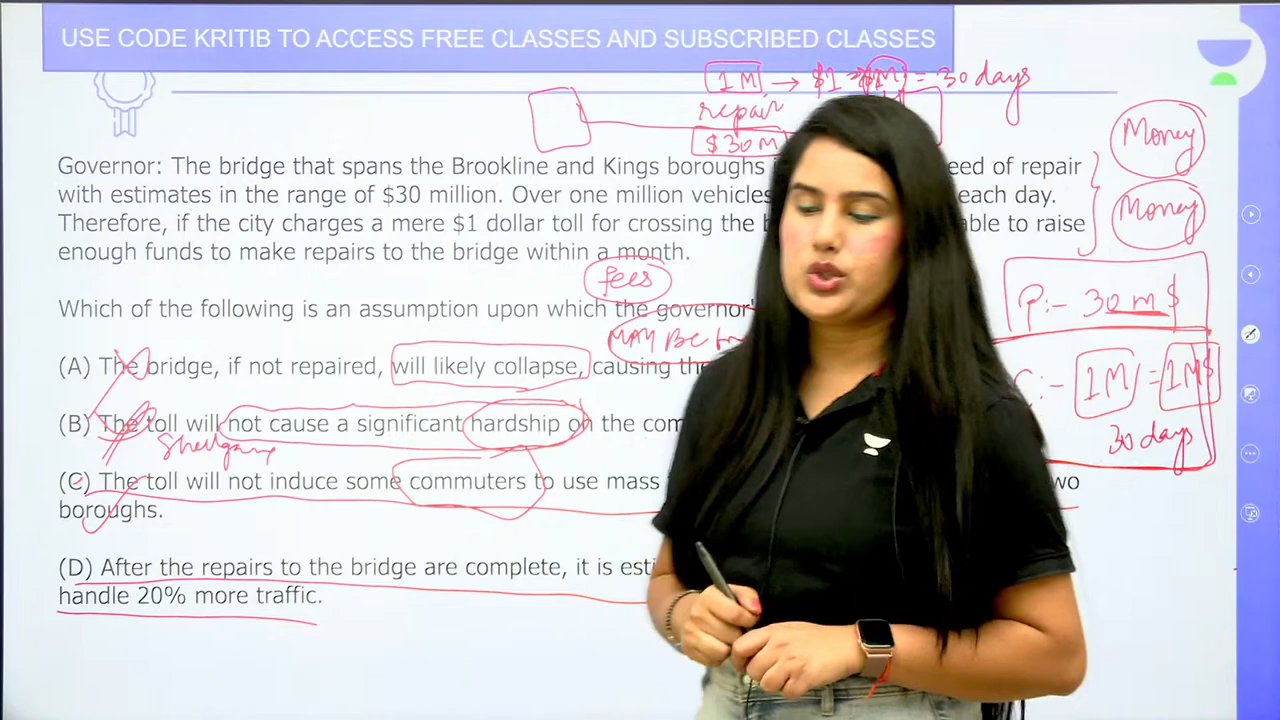 USE CODE KRITIB TO ACCESS FREE CLASSES AND SUBSCRIBED CLASSES
1M → $1 = 30 days
repair
$30M
Money
Money
Governor: The bridge that spans the Brookline and Kings boroughs eed of repair
with estimates in the range of $30 million. Over one million vehicles each day.
Therefore, if the city charges a mere $1 dollar toll for crossing the able to raise
enough funds to make repairs to the bridge within a month.
fees
P:- 30 m $
Which of the following is an assumption upon which the governor'
MAY BE
C:- 1M = 1M$
30 days
(A) The bridge, if not repaired, will likely collapse, causing
(B) The toll will not cause a significant hardship on the com
(C) The toll will not induce some commuters to use mass wo
boroughs.
(D) After the repairs to the bridge are complete, it is esti
handle 20% more traffic.